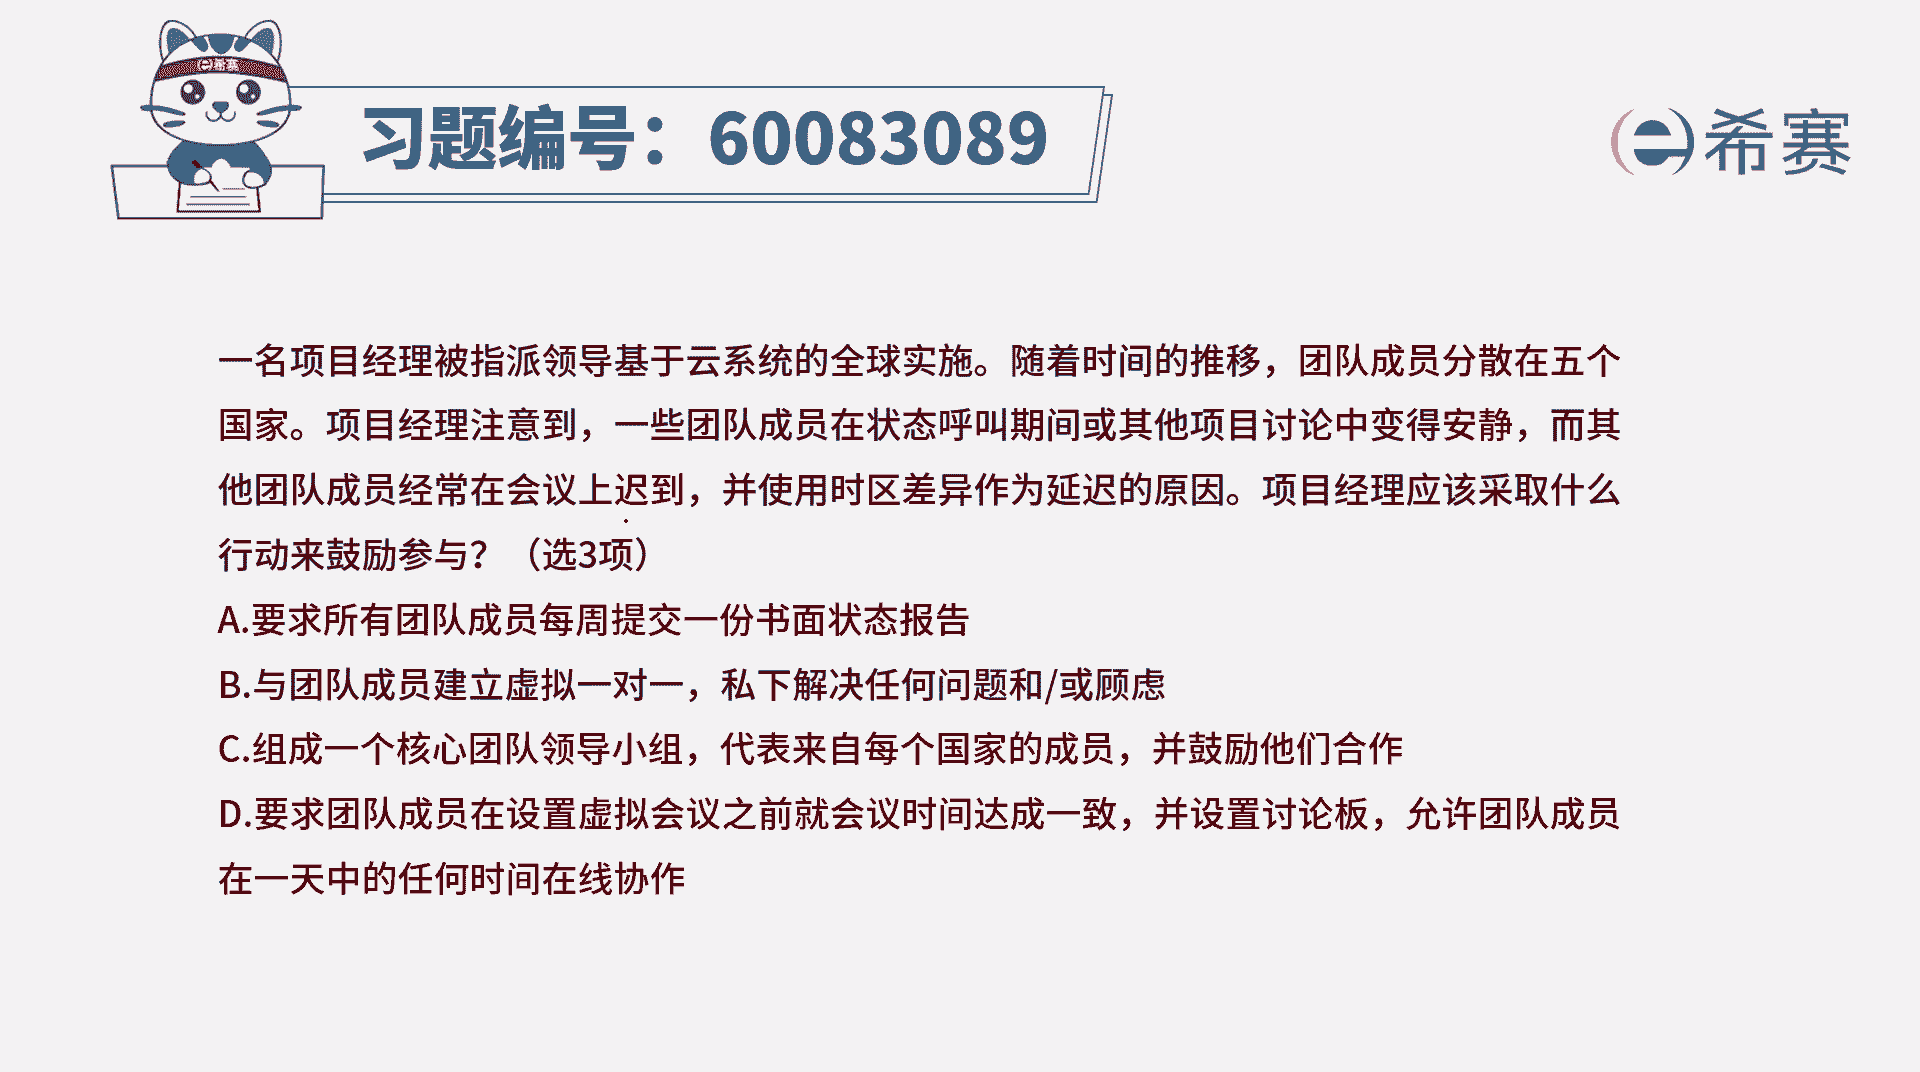 e希赛
习题编号：60083089
e希赛
一名项目经理被指派领导基于云系统的全球实施。随着时间的推移，团队成员分散在五个
国家。项目经理注意到，一些团队成员在状态呼叫期间或其他项目讨论中变得安静，而其
他团队成员经常在会议上迟到，并使用时区差异作为延迟的原因。项目经理应该采取什么
行动来鼓励参与？（选3项）
A.要求所有团队成员每周提交一份书面状态报告
B.与团队成员建立虚拟一对一，私下解决任何问题和/或顾虑
C.组成一个核心团队领导小组，代表来自每个国家的成员，并鼓励他们合作
D.要求团队成员在设置虚拟会议之前就会议时间达成一致，并设置讨论板，允许团队成员
在一天中的任何时间在线协作